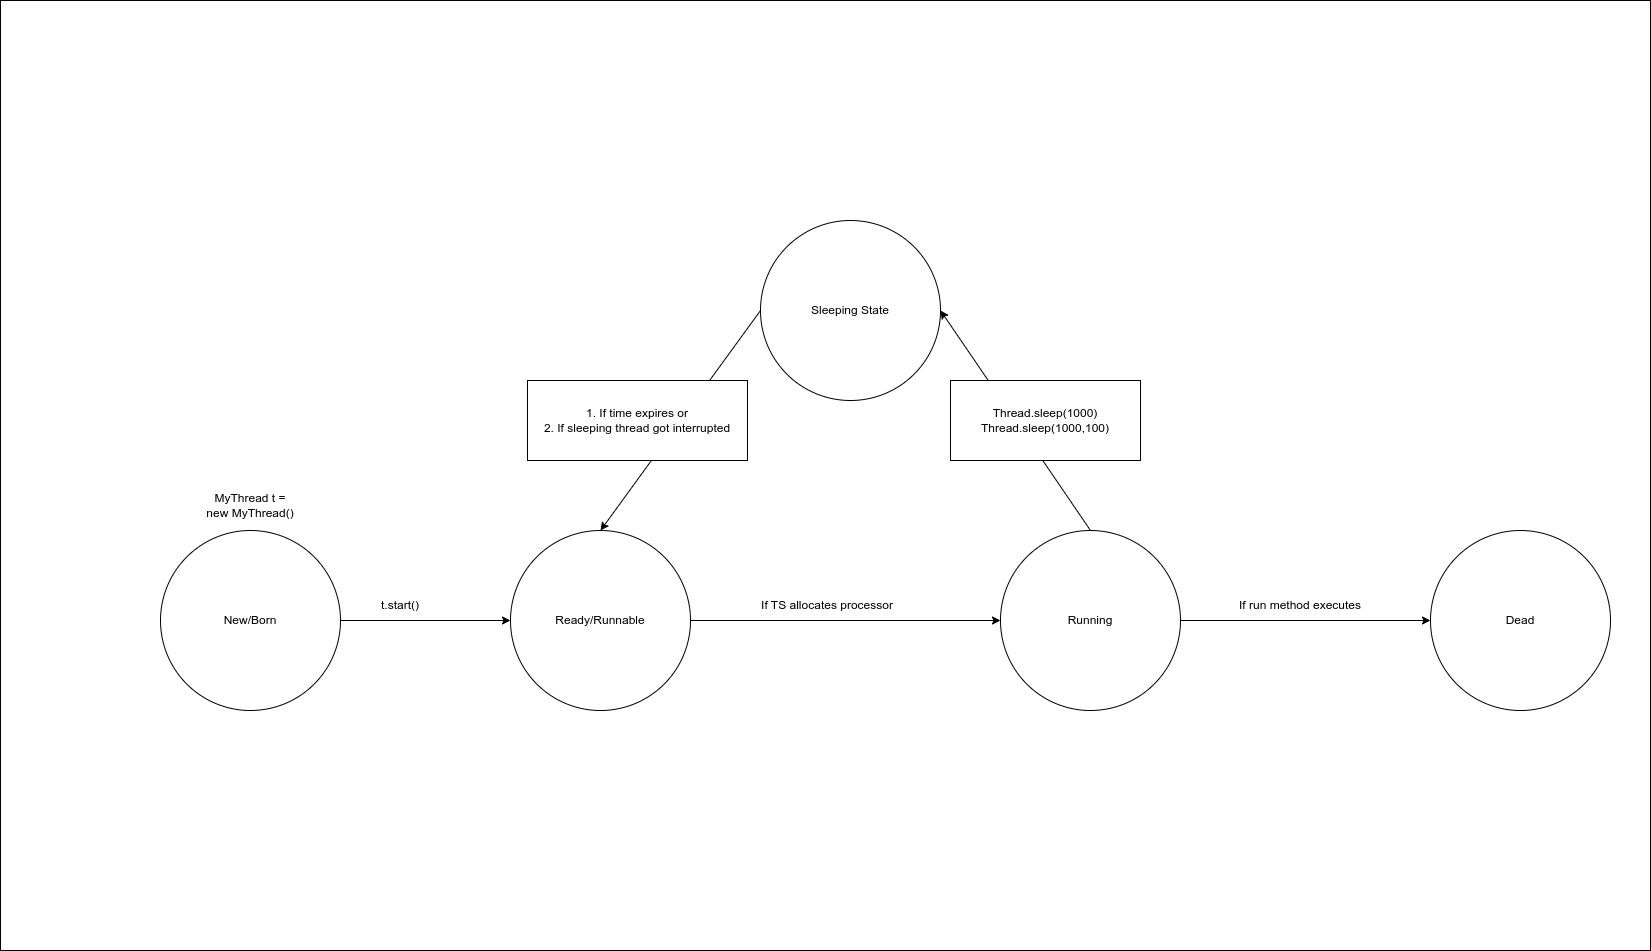 Sleeping State
1. If time expires or
2. If sleeping thread got interrupted
Thread.sleep(1000)
Thread.sleep(1000,100)
MyThread t =
new MyThread()
New/Born
t.start()
Ready/Runnable
If TS allocates processor
Running
If run method executes
Dead